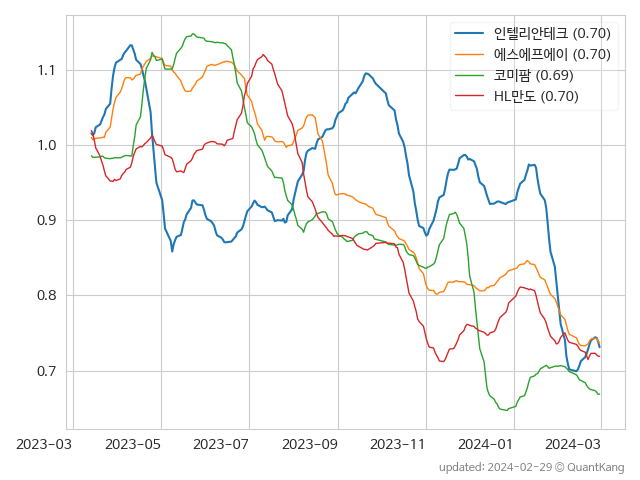 인텔리안테크 (0.70)
에스에프에이 (0.70)
코미팜 (0.69)
HL만도 (0.70)
1.1
1.0
0.9
0.8
0.7
2023-03 2023-05 2023-07 2023-09 2023-11 2024-01 2024-03
updated: 2024-02-29 © QuantKang